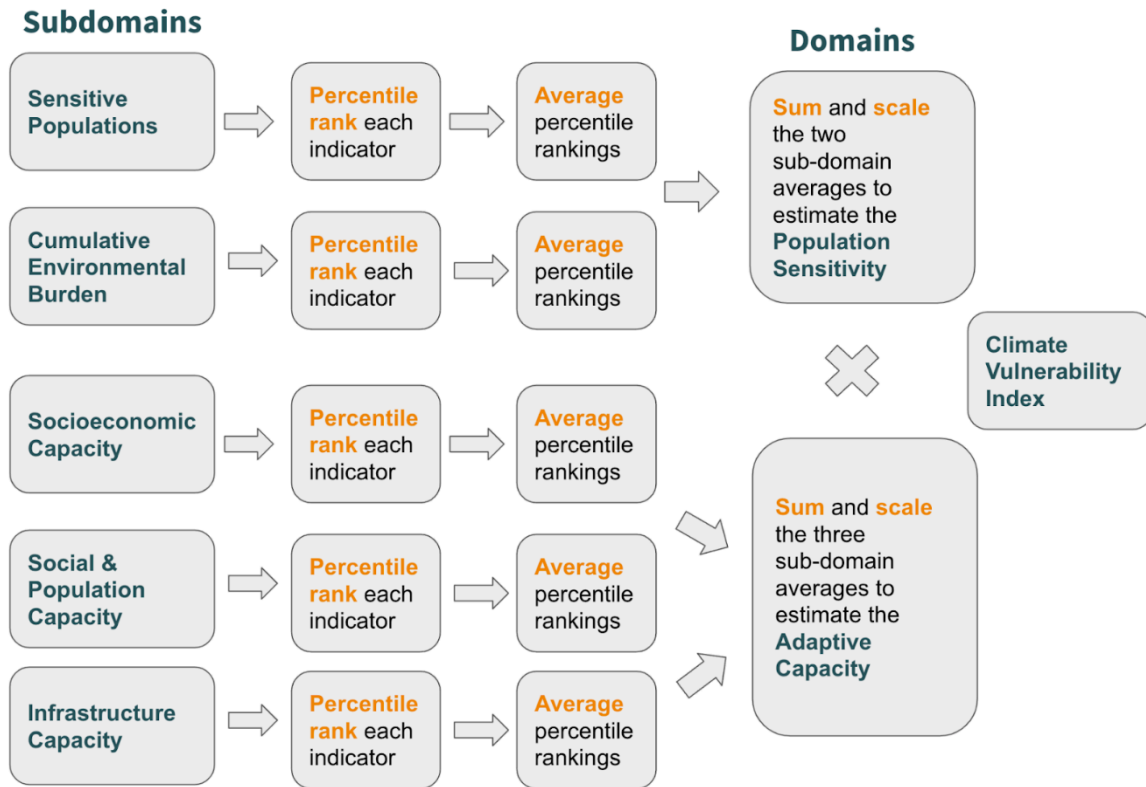 Subdomains
Domains
Sensitive
Populations
Percentile
rank each
indicator
Average
percentile
rankings
Sum and scale
the two
sub-domain
averages to
estimate the
Population
Sensitivity
Cumulative
Environmental
Burden
Percentile
rank each
indicator
Average
percentile
rankings
Climate
Vulnerability
Index
Socioeconomic
Capacity
Percentile
rank each
indicator
Average
percentile
rankings
Sum and scale
the three
sub-domain
averages to
estimate the
Adaptive
Capacity
Social &
Population
Capacity
Percentile
rank each
indicator
Average
percentile
rankings
Infrastructure
Capacity
Percentile
rank each
indicator
Average
percentile
rankings